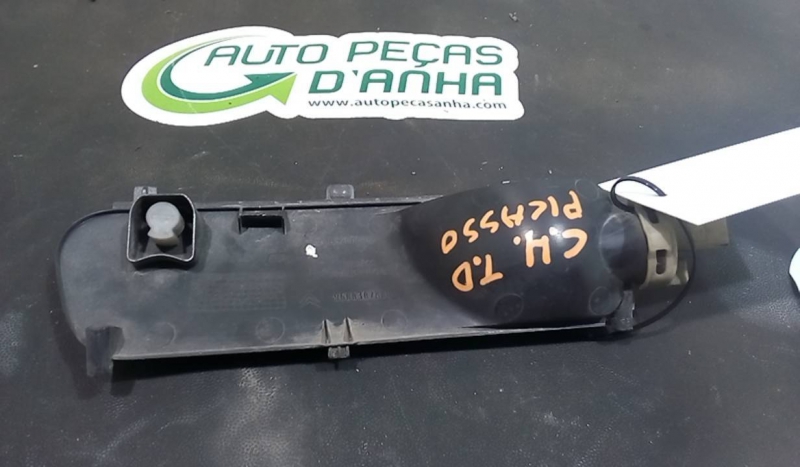 AUTO PEÇAS
D'ANHA
www.autopecasanha.com
C.4. T.D
PICASSO